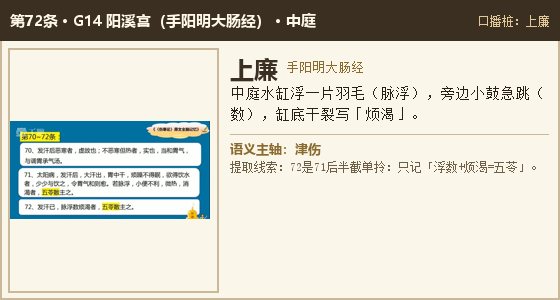 第72条·G14 阳溪宫（手阳明大肠经）·中庭
口播桩：上廉
第70~72条
70、发汗后恶寒者，虚故也；不恶寒但热者，实也，当和胃气，
与调胃承气汤。
71、太阳病，发汗后，大汗出，胃中干，烦躁不得眠，欲得饮水
者，少少与饮之，令胃气和则愈。若脉浮，小便不利，微热，消
渴者，五苓散主之。
72、发汗已，脉浮数烦渴者，五苓散主之。
上廉 手阳明大肠经
中庭水缸浮一片羽毛（脉浮），旁边小鼓急跳（
数），缸底干裂写「烦渴」。
语义主轴：津伤
提取线索：72是71后半截单拎：只记「浮数+烦渴=五苓」。